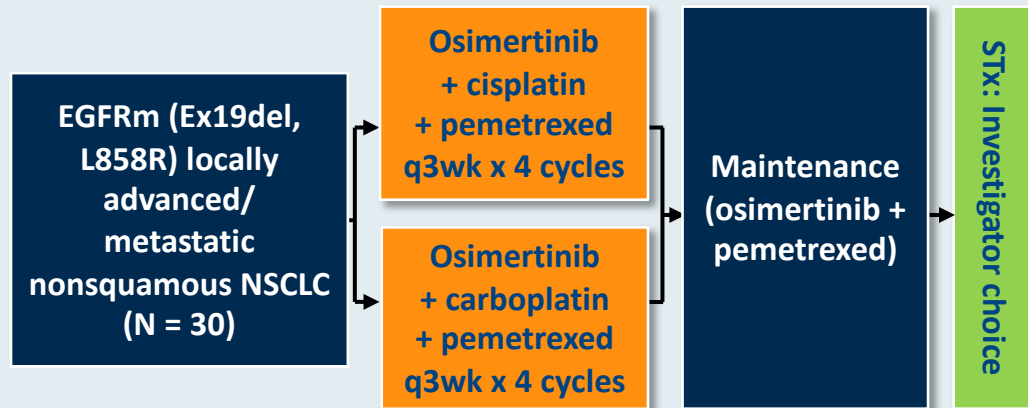 EGFRm (Ex19del,
L858R) locally
advanced/
metastatic
nonsquamous NSCLC
(N = 30)
Osimertinib
+ cisplatin
+ pemetrexed
q3wk x 4 cycles
Osimertinib
+ carboplatin
+ pemetrexed
q3wk x 4 cycles
Maintenance
(osimertinib +
pemetrexed)
STx: Investigator choice